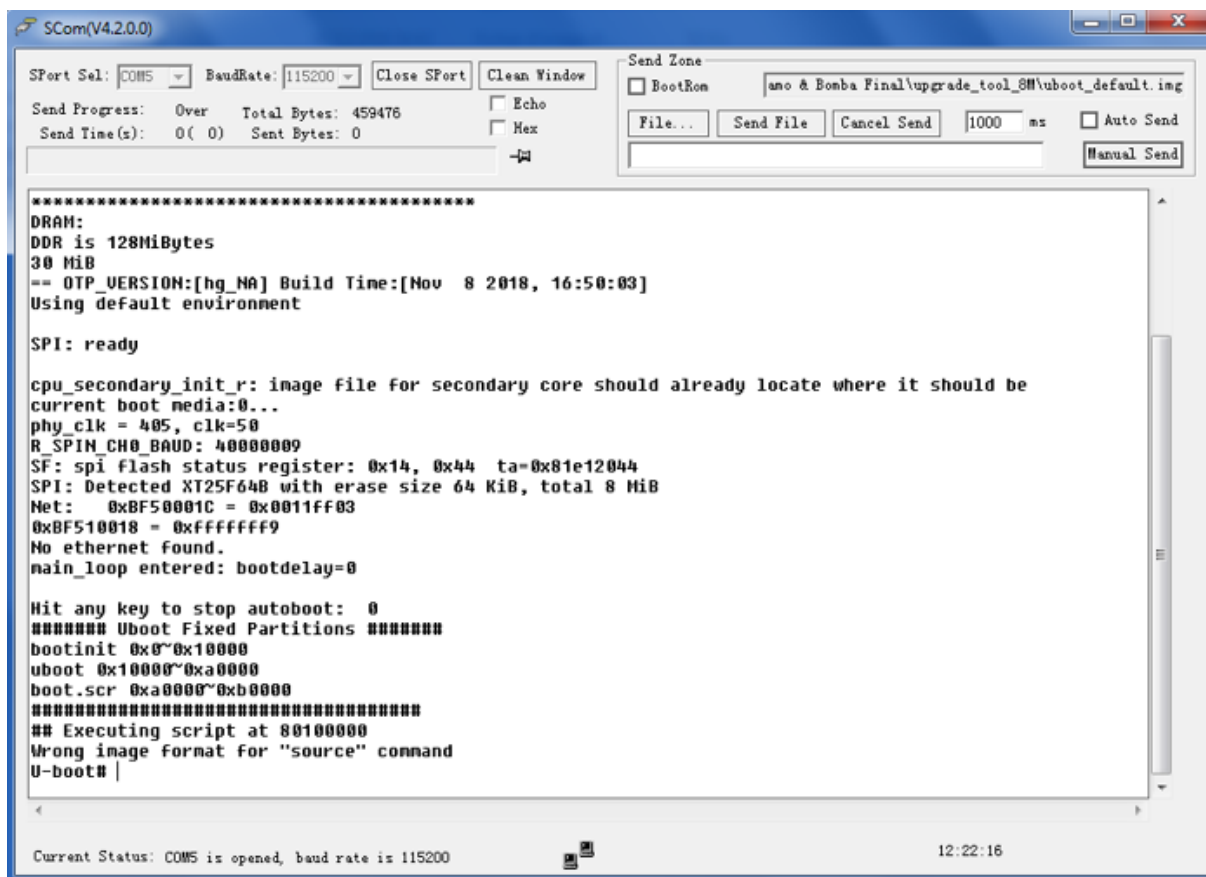 SCom(V4.2.0.0)
SPort Sel: COM5 BaudRate: 115200 Close SPort Clean Window
Send Zone
BootRom ano & Bomba Final\upgrade_tool_8M\uboot_default.img
Send Progress: Over Total Bytes: 459476 Echo
File... Send File Cancel Send 1000 ms Auto Send
Send Time(s): 0( 0) Sent Bytes: 0 Hex
Manual Send
*****************************************
DRAM:
DDR is 128MiBytes
30 MiB
== OTP_VERSION:[hg_NA] Build Time:[Nov  8 2018, 16:50:03]
Using default environment
SPI: ready
cpu_secondary_init_r: image file for secondary core should already locate where it should be
current boot media:0...
phy_clk = 405, clk=50
R_SPIN_CH0_BAUD: 40000009
SF: spi flash status register: 0x14, 0x44  ta=0x81e12044
SPI: Detected XT25F64B with erase size 64 KiB, total 8 MiB
Net:   0xBF50001C = 0x0011ff03
0xBF510018 = 0xfffffff9
No ethernet found.
main_loop entered: bootdelay=0
Hit any key to stop autoboot:  0
####### Uboot Fixed Partitions #######
bootinit 0x0~0x10000
uboot 0x10000~0xa0000
boot.scr 0xa0000~0xb0000
####################################
## Executing script at 80100000
Wrong image format for "source" command
U-boot#
Current Status: COM5 is opened, baud rate is 115200 12:22:16